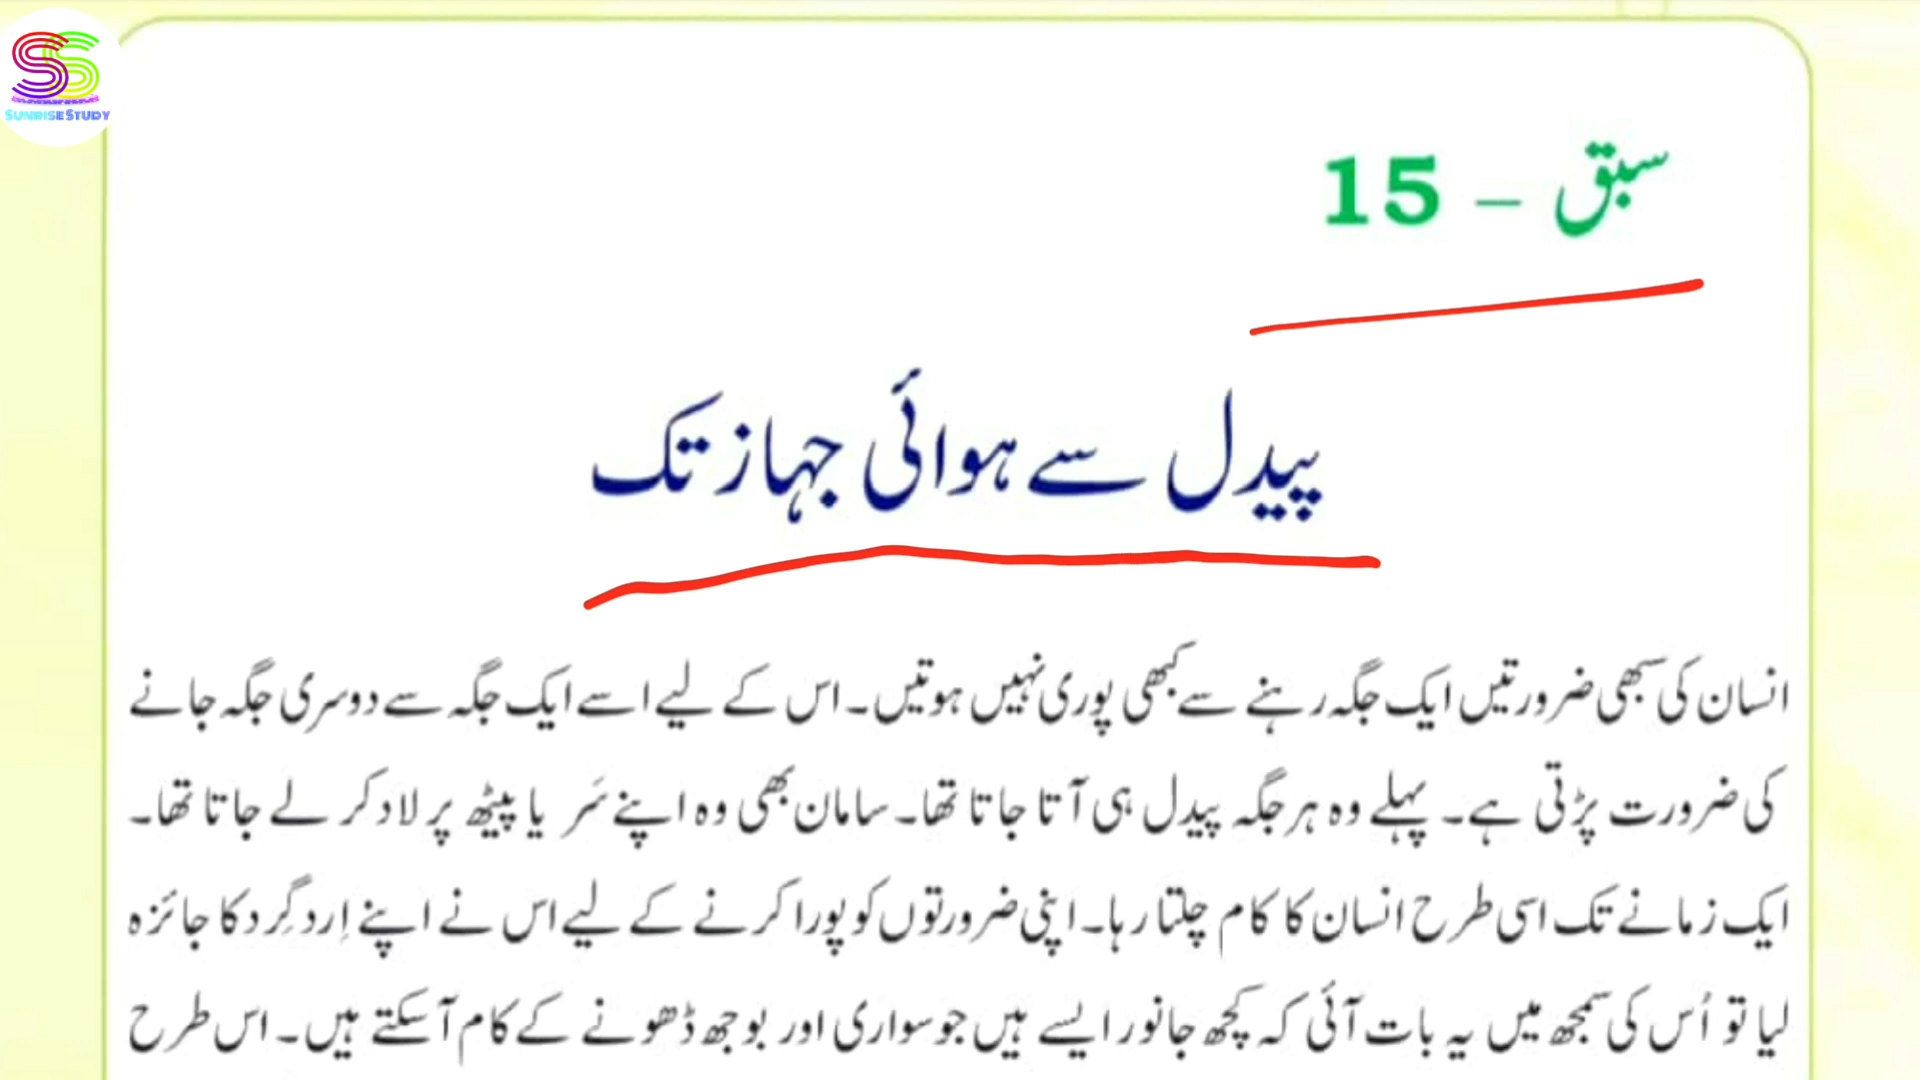 SUNRISE STUDY
سبق – 15
پیدل سے ہوائی جہاز تک
انسان کی سبھی ضرورتیں ایک جگہ رہنے سے کبھی پوری نہیں ہوتیں۔ اس کے لیے اسے ایک جگہ سے دوسری جگہ جانے
کی ضرورت پڑتی ہے۔ پہلے وہ ہر جگہ پیدل ہی آتا جاتا تھا۔ سامان بھی وہ اپنے سَر یا پیٹھ پر لاد کر لے جاتا تھا۔
ایک زمانے تک اسی طرح انسان کا کام چلتا رہا۔ اپنی ضرورتوں کو پورا کرنے کے لیے اس نے اپنے اِرد گِرد کا جائزہ
لیا تو اُس کی سمجھ میں یہ بات آئی کہ کچھ جانور ایسے ہیں جو سواری اور بوجھ ڈھونے کے کام آسکتے ہیں۔ اس طرح